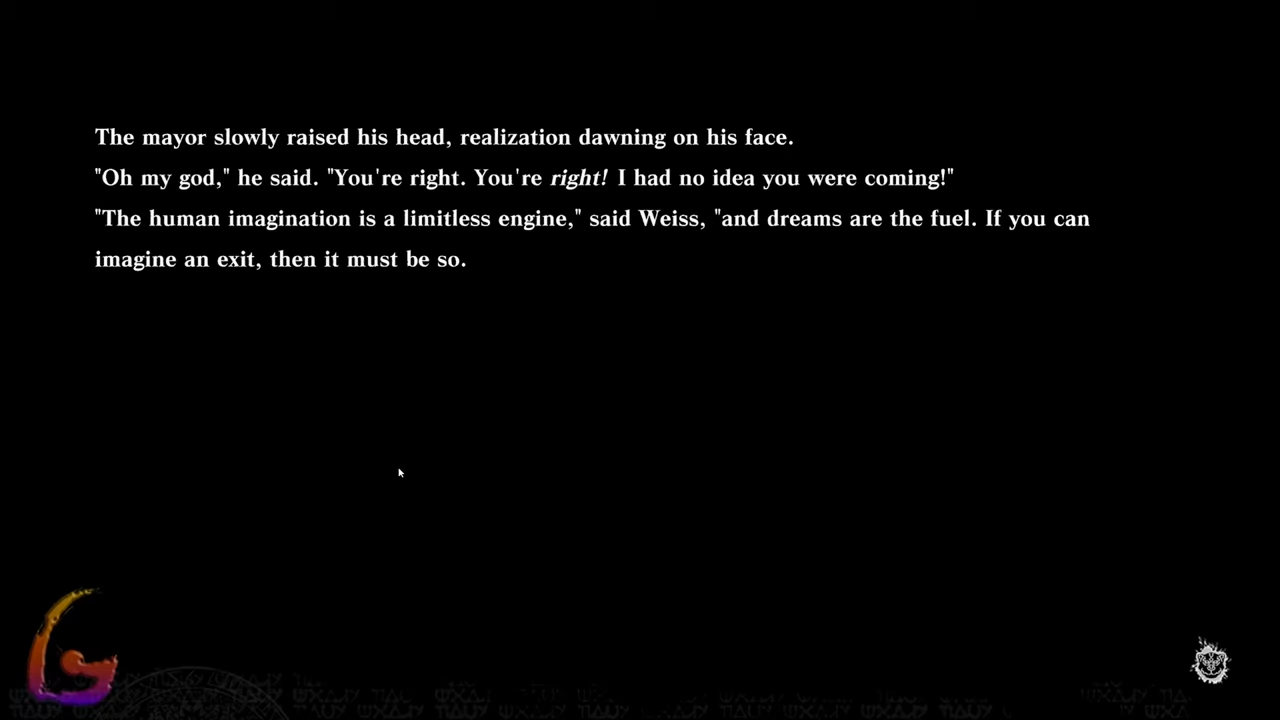 The mayor slowly raised his head, realization dawning on his face.
"Oh my god," he said. "You're right. You're right! I had no idea you were coming!"
"The human imagination is a limitless engine," said Weiss, "and dreams are the fuel. If you can
imagine an exit, then it must be so.